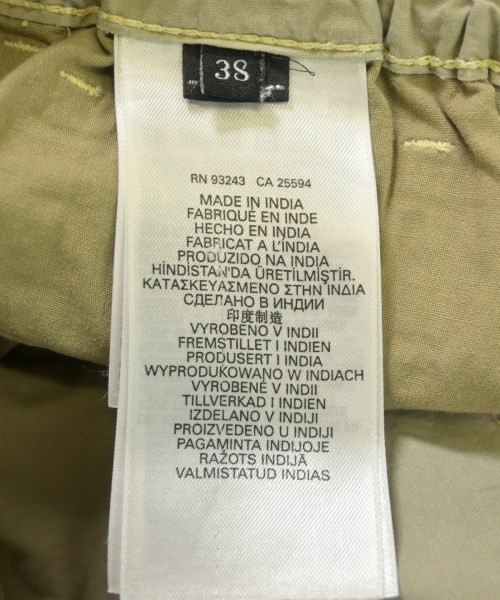 38
RN 93243 CA 25594
MADE IN INDIA
FABRIQUÉ EN INDE
HECHO EN INDIA
FABRICAT A L'ÍNDIA
PRODUZIDO NA INDIA
HİNDİSTAN'DA ÜRETİLMİŞTİR.
ΚΑΤΑΣΚΕΥΑΣΜΕΝΟ ΣΤΗΝ ΙΝΔΙΑ
СДЕЛАНО В ИНДИИ
印度制造
VYROBENO V INDII
FREMSTILLET I INDIEN
PRODUSERT I INDIA
WYPRODUKOWANO W INDIACH
VYROBENÉ V INDII
TILLVERKAD I INDIEN
IZDELANO V INDIJI
PROIZVEDENO U INDIJI
PAGAMINTA INDIJOJE
RAŽOTS INDIJĀ
VALMISTATUD INDIAS